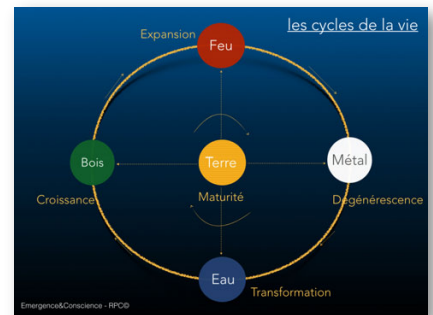 les cycles de la vie
Expansion
Feu
Bois
Terre
Métal
Croissance
Maturité
Dégénérescence
Eau
Transformation
Emergence&Conscience - RPC©